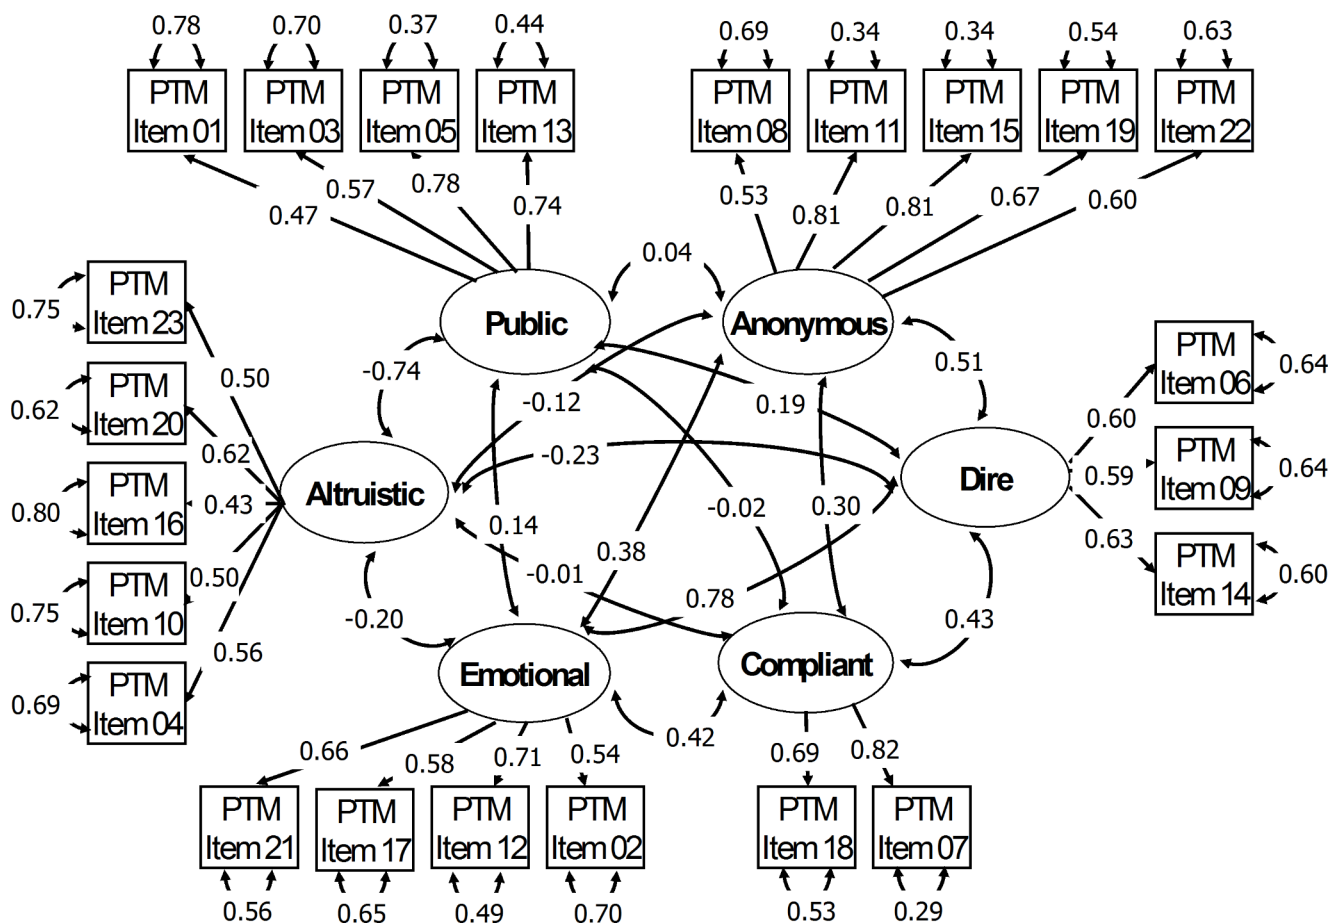 0.78 0.70 0.37 0.44 0.69 0.34 0.34 0.54 0.63
PTM PTM PTM PTM PTM PTM PTM PTM PTM
Item 01 Item 03 Item 05 Item 13 Item 08 Item 11 Item 15 Item 19 Item 22
0.47 0.57 0.78 0.74 0.53 0.81 0.81 0.67 0.60
0.04
PTM
Item 23
0.75
Public
Anonymous
-0.74
0.50
-0.12
0.19
0.51
PTM
Item 06
0.64
PTM
Item 20
0.62
0.62
-0.23
0.60
Altruistic
Dire
PTM
Item 16
0.80
0.43
0.59
PTM
Item 09
0.64
0.14
0.38
-0.02
0.30
0.63
PTM
Item 14
0.60
PTM
Item 10
0.75
0.50
-0.01
0.78
-0.20
0.43
PTM
Item 04
0.69
0.56
Emotional
Compliant
0.42
0.66 0.58 0.71 0.54 0.69 0.82
PTM PTM PTM PTM PTM PTM
Item 21 Item 17 Item 12 Item 02 Item 18 Item 07
0.56 0.65 0.49 0.70 0.53 0.29